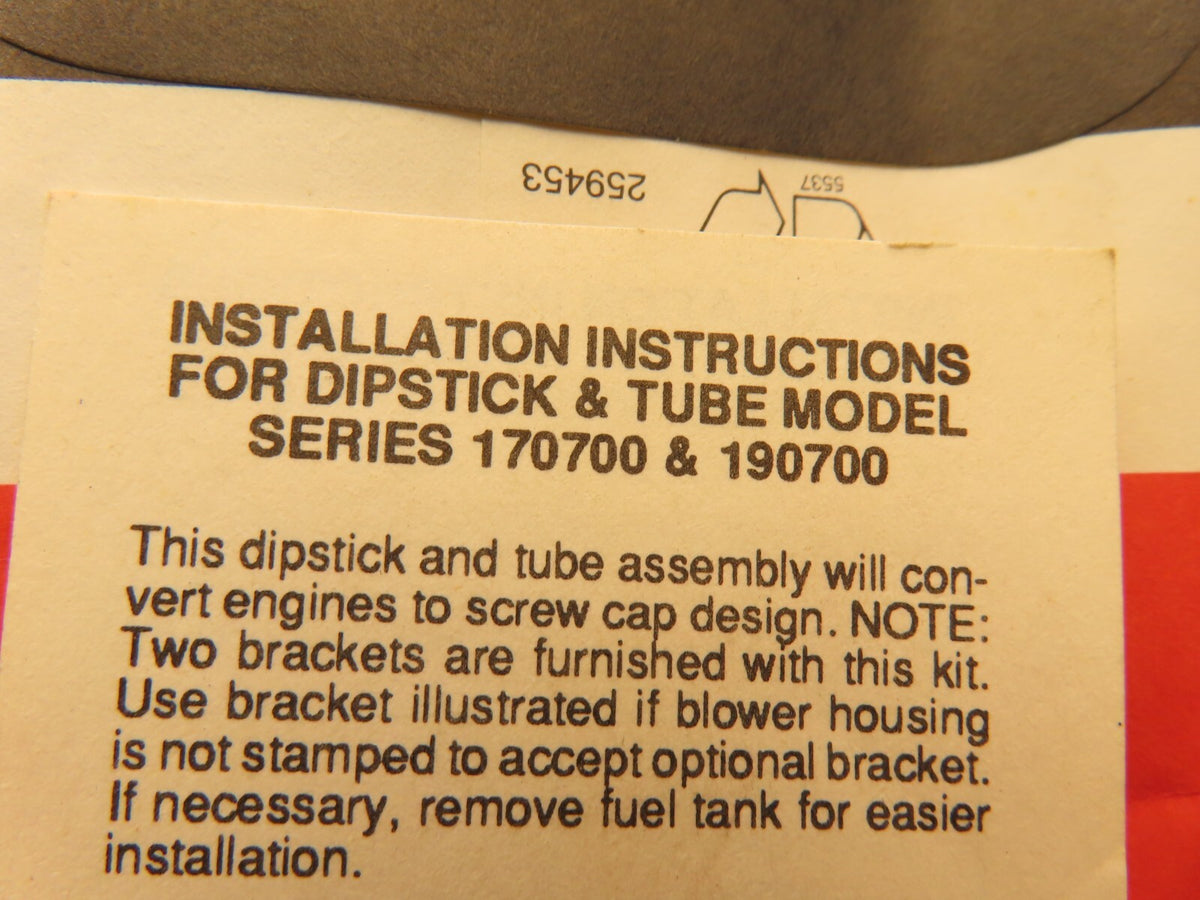 259453
5537
INSTALLATION INSTRUCTIONS
FOR DIPSTICK & TUBE MODEL
SERIES 170700 & 190700
This dipstick and tube assembly will con-
vert engines to screw cap design. NOTE:
Two brackets are furnished with this kit.
Use bracket illustrated if blower housing
is not stamped to accept optional bracket.
If necessary, remove fuel tank for easier
installation.